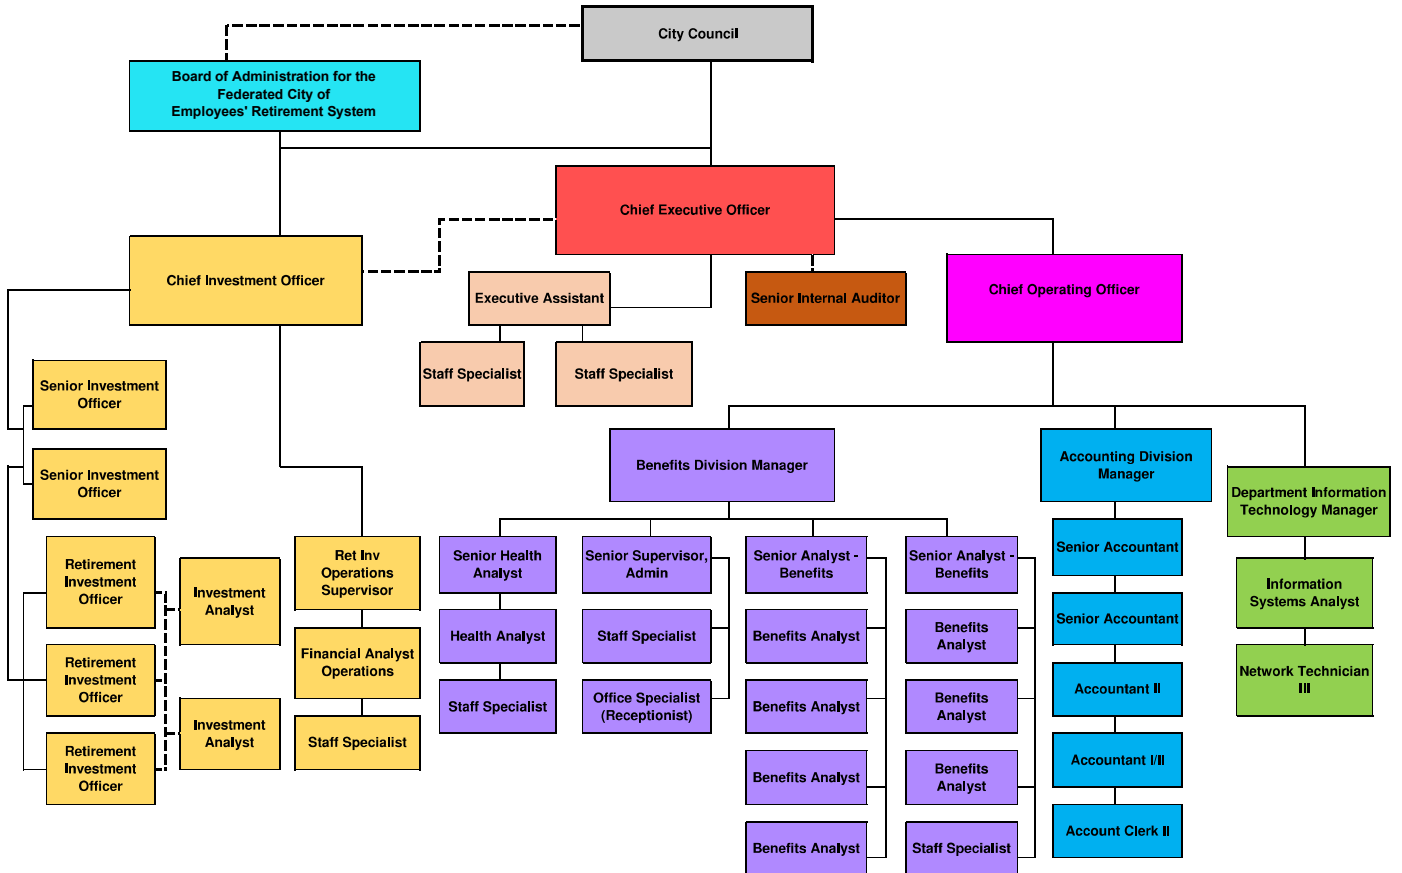 City Council
Board of Administration for the
Federated City of
Employees' Retirement System
Chief Executive Officer
Chief Investment Officer
Executive Assistant
Senior Internal Auditor
Chief Operating Officer
Staff Specialist
Staff Specialist
Senior Investment
Officer
Senior Investment
Officer
Benefits Division Manager
Accounting Division
Manager
Department Information
Technology Manager
Retirement
Investment
Officer
Retirement
Investment
Officer
Retirement
Investment
Officer
Investment
Analyst
Investment
Analyst
Ret Inv
Operations
Supervisor
Financial Analyst
Operations
Staff Specialist
Senior Health
Analyst
Health Analyst
Staff Specialist
Senior Supervisor,
Admin
Staff Specialist
Office Specialist
(Receptionist)
Senior Analyst -
Benefits
Benefits Analyst
Benefits Analyst
Benefits Analyst
Benefits Analyst
Senior Analyst -
Benefits
Benefits
Analyst
Benefits
Analyst
Benefits
Analyst
Staff Specialist
Senior Accountant
Senior Accountant
Accountant II
Accountant I/II
Account Clerk II
Information
Systems Analyst
Network Technician
III